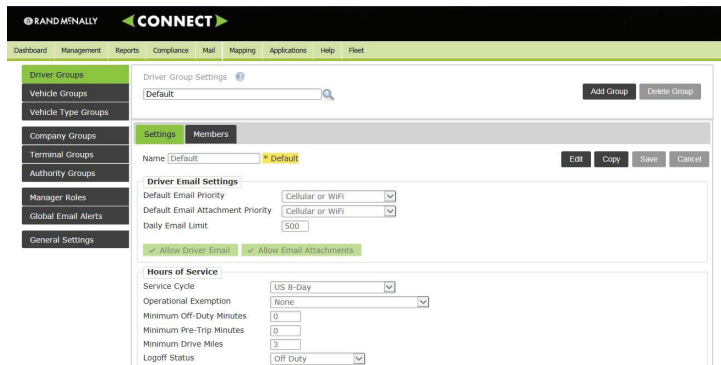 RAND MCNALLY CONNECT
Dashboard Management Reports Compliance Mail Mapping Applications Help Fleet
Driver Groups
Vehicle Groups
Vehicle Type Groups
Company Groups
Terminal Groups
Authority Groups
Manager Roles
Global Email Alerts
General Settings
Driver Group Settings
Default
Add Group Delete Group
Settings Members
Name Default * Default
Edit Copy Save Cancel
Driver Email Settings
Default Email Priority Cellular or WiFi
Default Email Attachment Priority Cellular or WiFi
Daily Email Limit 500
✓ Allow Driver Email ✓ Allow Email Attachments
Hours of Service
Service Cycle US 8-Day
Operational Exemption None
Minimum Off-Duty Minutes 0
Minimum Pre-Trip Minutes 0
Minimum Drive Miles 3
Logoff Status Off Duty